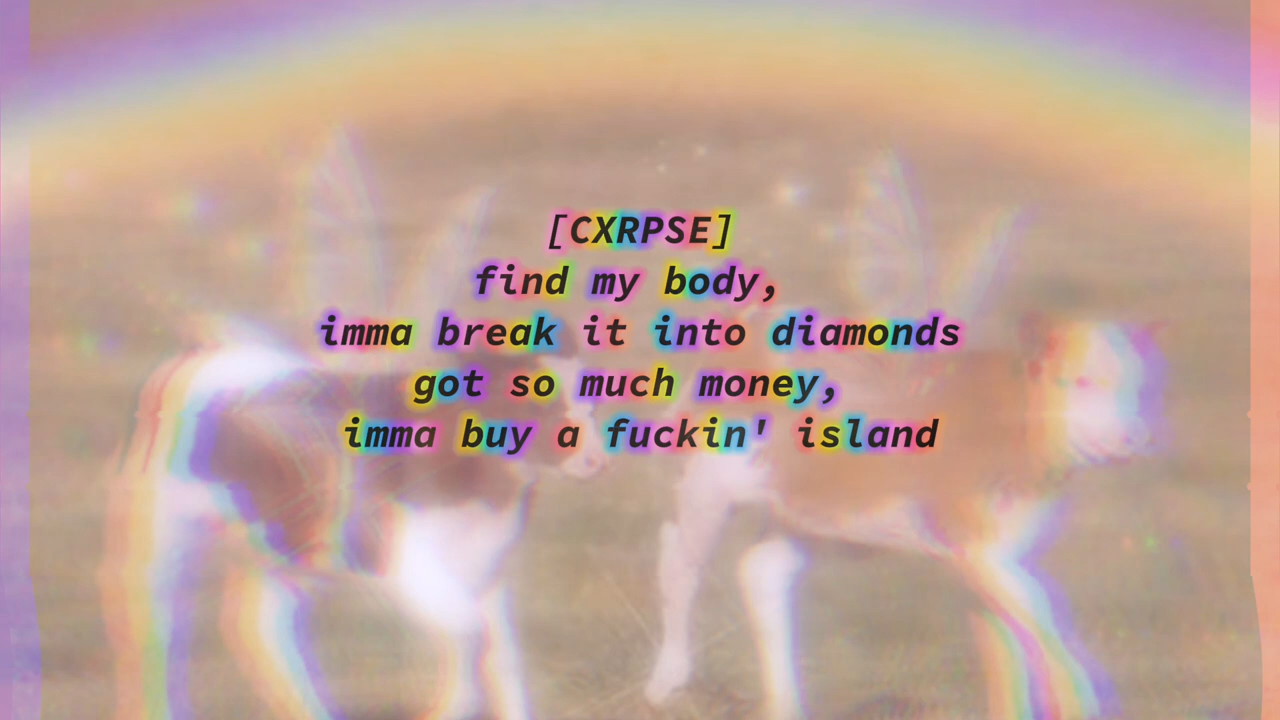 [CXRPSE]
find my body,
imma break it into diamonds
got so much money,
imma buy a fuckin' island